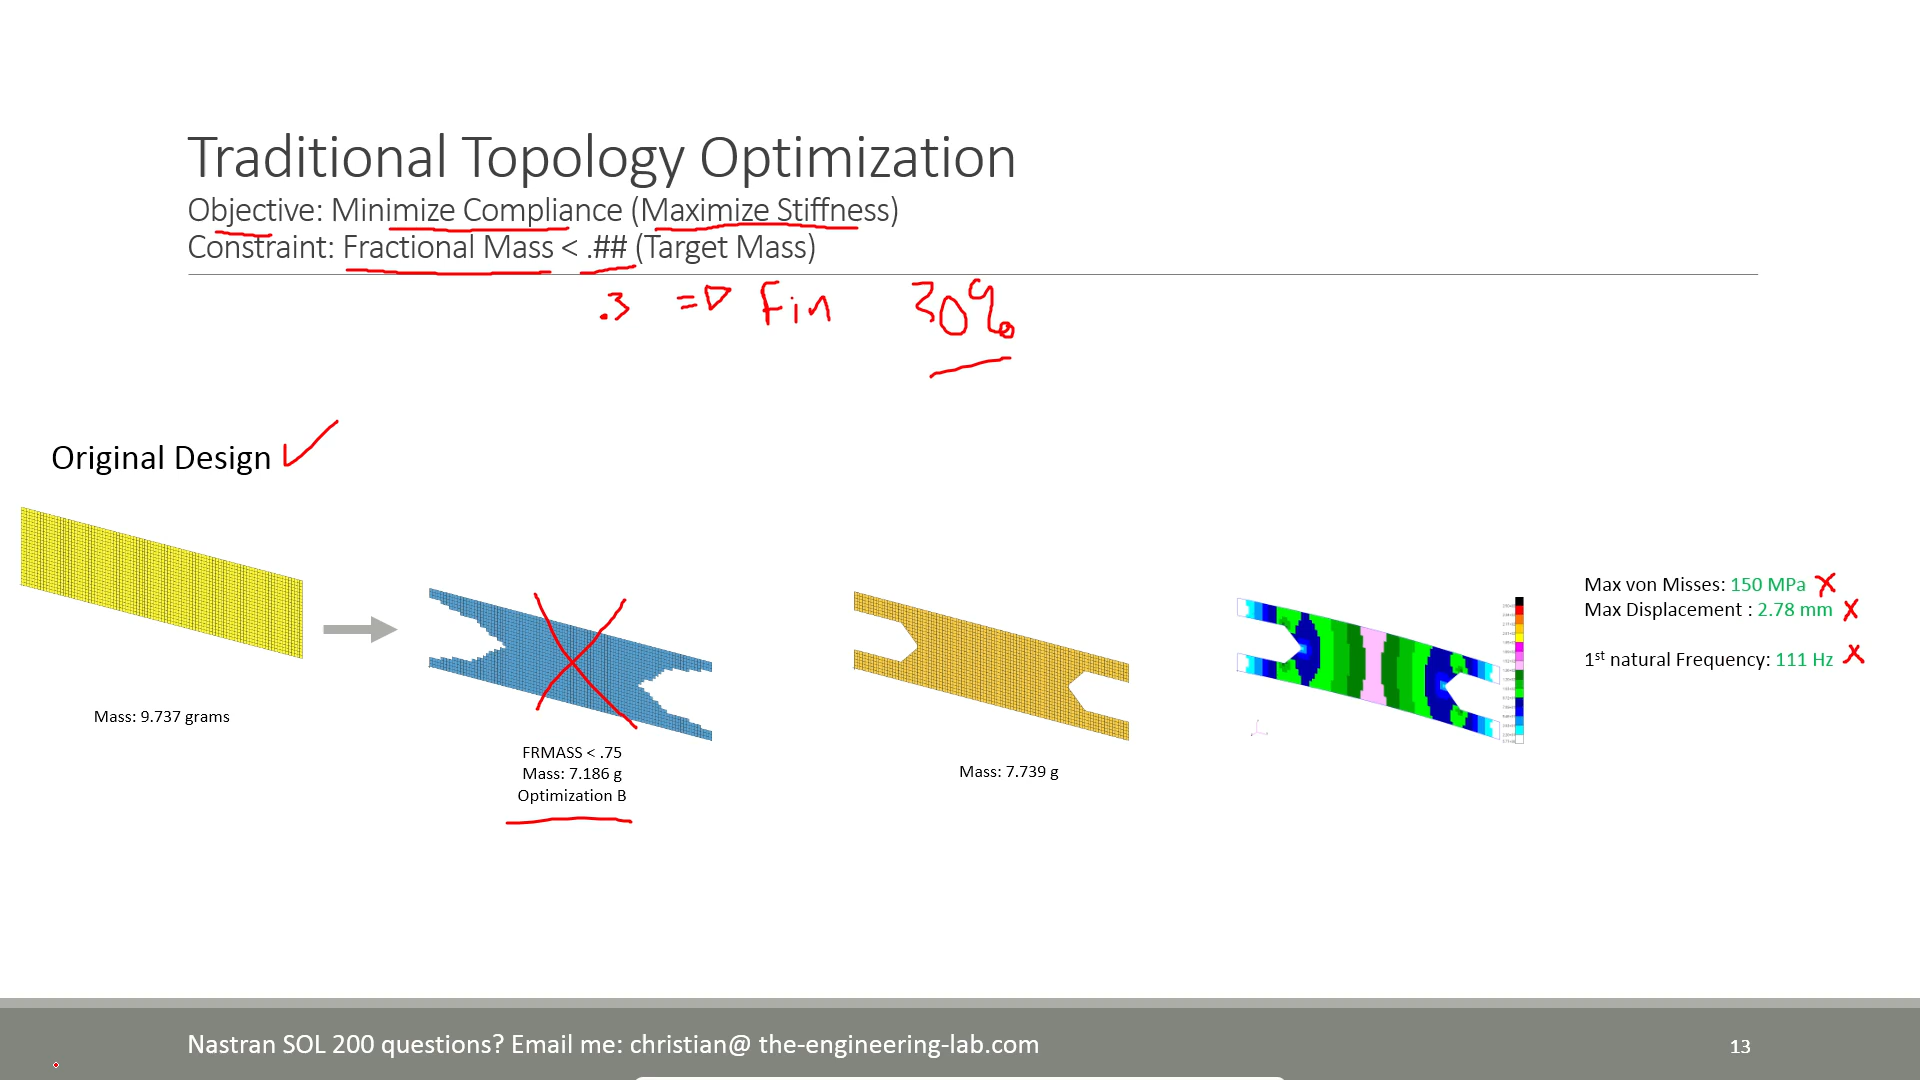 Traditional Topology Optimization
Objective: Minimize Compliance (Maximize Stiffness)
Constraint: Fractional Mass < .## (Target Mass)
.3 => Fin 30%
Original Design
Mass: 9.737 grams
FRMASS < .75
Mass: 7.186 g
Optimization B
Mass: 7.739 g
Max von Misses: 150 MPa
Max Displacement : 2.78 mm
1st natural Frequency: 111 Hz
Nastran SOL 200 questions? Email me: christian@ the-engineering-lab.com
13